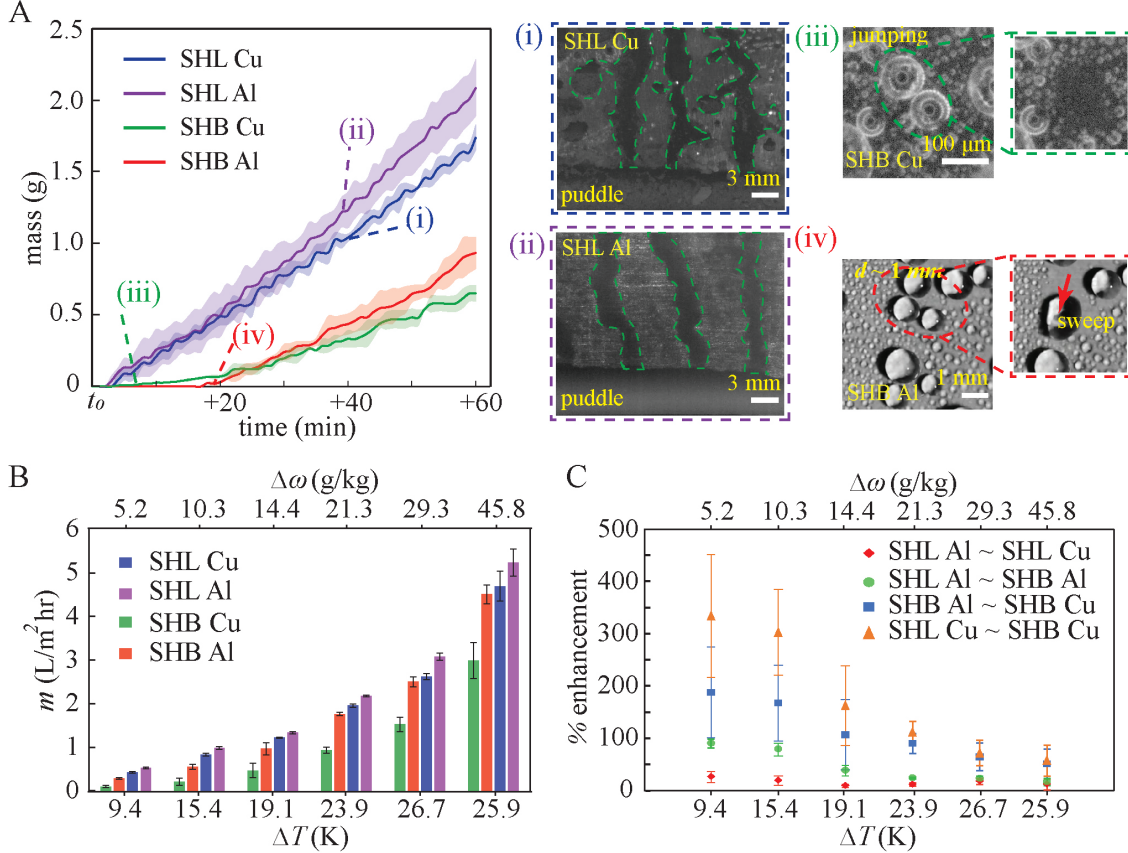 A
2.5
2.0
1.5
1.0
0.5
0
mass (g)
SHL Cu
SHL Al
SHB Cu
SHB Al
(ii)
(i)
(iii)
(iv)
t₀
+20
+40
+60
time (min)
(i)
SHL Cu
puddle
3 mm
(ii)
SHL Al
puddle
3 mm
(iii)
jumping
SHB Cu
100 μm
(iv)
d ~ 1 mm
SHB Al
1 mm
sweep
B
Δω (g/kg)
5.2 10.3 14.4 21.3 29.3 45.8
6
5
4
3
2
1
0
m (L/m² hr)
SHL Cu
SHL Al
SHB Cu
SHB Al
9.4 15.4 19.1 23.9 26.7 25.9
ΔT (K)
C
Δω (g/kg)
5.2 10.3 14.4 21.3 29.3 45.8
500
400
300
200
100
0
% enhancement
SHL Al ~ SHL Cu
SHL Al ~ SHB Al
SHB Al ~ SHB Cu
SHL Cu ~ SHB Cu
9.4 15.4 19.1 23.9 26.7 25.9
ΔT (K)